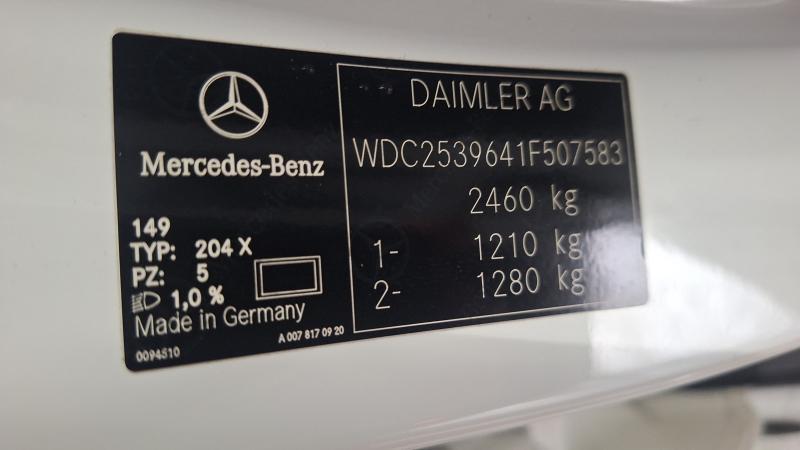 Mercedes-Benz
149
TYP: 204 X
PZ: 5
1,0 %
Made in Germany
0094510
A 007 817 09 20
DAIMLER AG
WDC2539641F507583
2460 kg
1- 1210 kg
2- 1280 kg